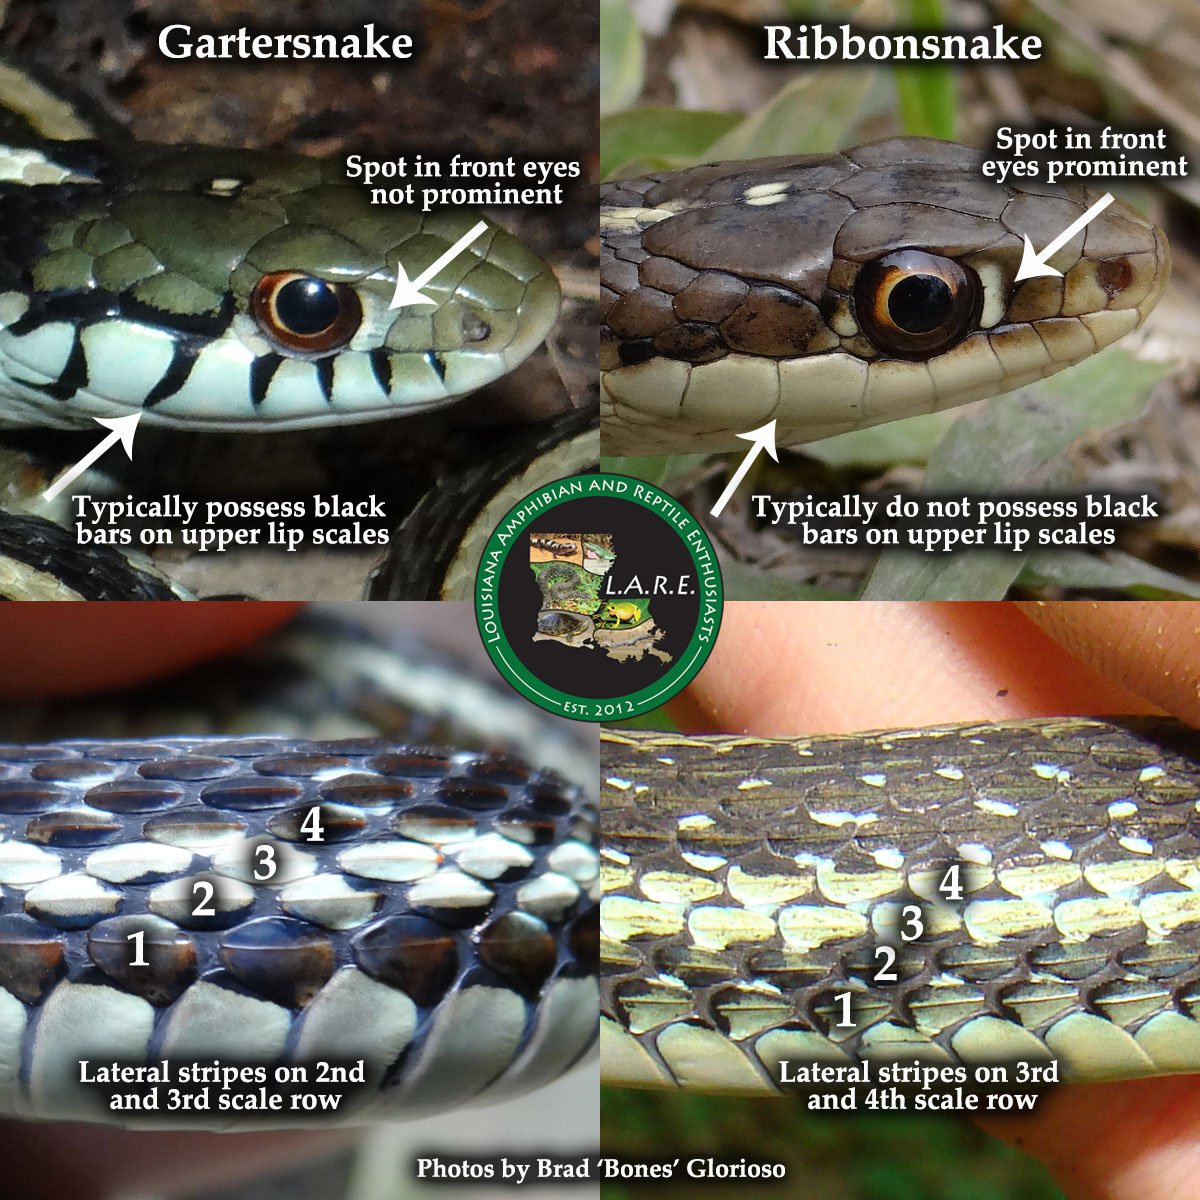 Gartersnake
Spot in front eyes
not prominent
Typically possess black
bars on upper lip scales
Ribbonsnake
Spot in front
eyes prominent
Typically do not possess black
bars on upper lip scales
LOUISIANA AMPHIBIAN AND REPTILE ENTHUSIASTS
L.A.R.E.
EST. 2012
4
3
2
1
Lateral stripes on 2nd
and 3rd scale row
4
3
2
1
Lateral stripes on 3rd
and 4th scale row
Photos by Brad ‘Bones’ Glorioso